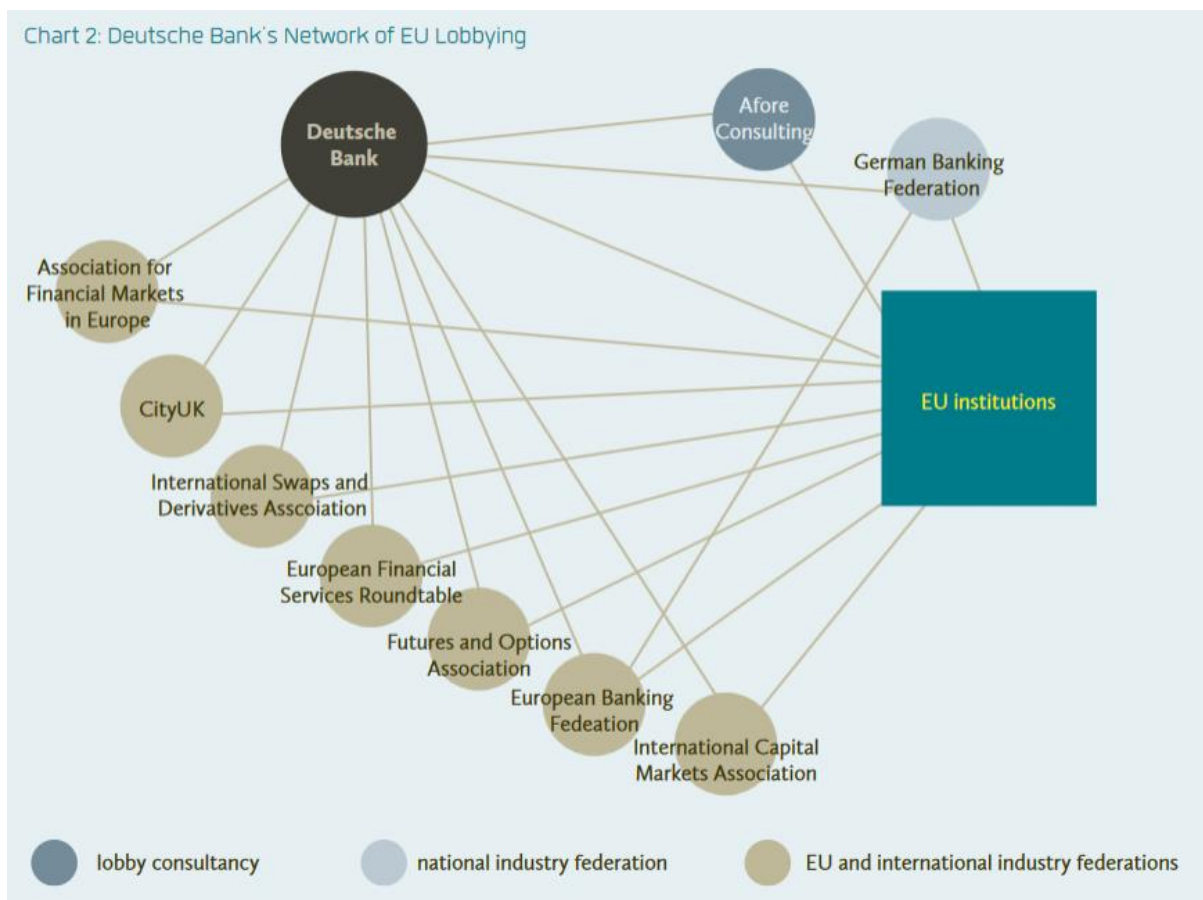 Chart 2: Deutsche Bank's Network of EU Lobbying
Deutsche
Bank
Afore
Consulting
German Banking
Federation
Association for
Financial Markets
in Europe
CityUK
EU institutions
International Swaps and
Derivatives Asscoiation
European Financial
Services Roundtable
Futures and Options
Association
European Banking
Fedeation
International Capital
Markets Association
lobby consultancy
national industry federation
EU and international industry federations